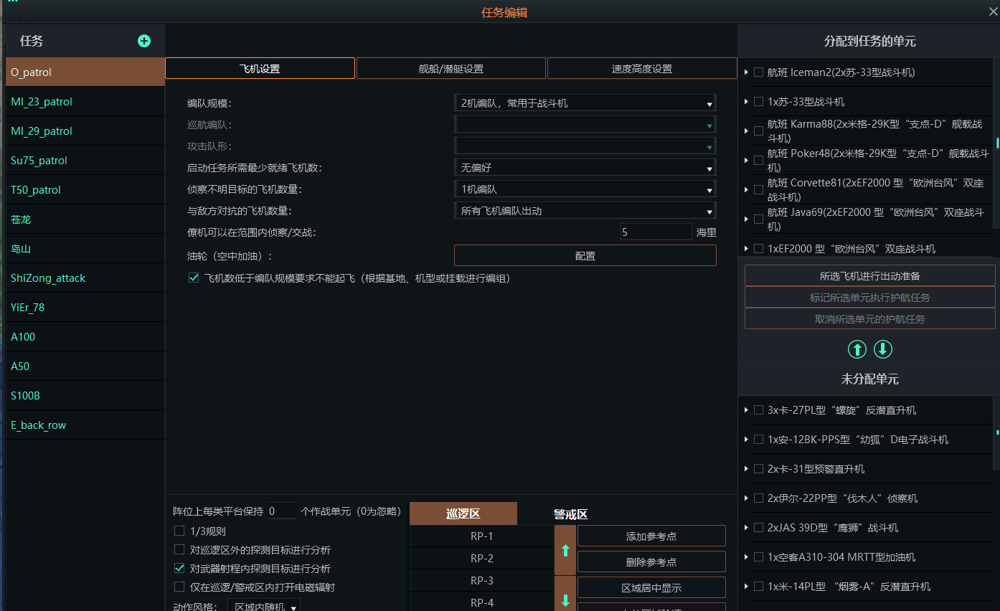 任务编辑
任务
O_patrol
MI_23_patrol
MI_29_patrol
Su75_patrol
T50_patrol
苍龙
岛山
ShiZong_attack
YiEr_78
A100
A50
S100B
E_back_row
飞机设置
舰船/潜艇设置
速度高度设置
编队规模:
2机编队，常用于战斗机
巡航编队:
攻击队形:
启动任务所需最少就绪飞机数:
无偏好
侦察不明目标的飞机数量:
1机编队
与敌方对抗的飞机数量:
所有飞机编队出动
僚机可以在范围内侦察/交战:
5
海里
油轮（空中加油）:
配置
飞机数低于编队规模要求不能起飞（根据基地、机型或挂载进行编组）
阵位上每类平台保持 0 个作战单元（0为忽略）
1/3规则
对巡逻区外的探测目标进行分析
对武器射程内探测目标进行分析
仅在巡逻/警戒区内打开电磁辐射
动作风格: 区域内随机
巡逻区
警戒区
RP-1
RP-2
RP-3
RP-4
添加参考点
删除参考点
区域居中显示
分配到任务的单元
航班 Iceman2(2x苏-33型战斗机)
1x苏-33型战斗机
航班 Karma88(2x米格-29K型“支点-D”舰载战
斗机)
航班 Poker48(2x米格-29K型“支点-D”舰载战斗
机)
航班 Corvette81(2xEF2000 型“欧洲台风”双座
战斗机)
航班 Java69(2xEF2000 型“欧洲台风”双座战斗
机)
1xEF2000 型“欧洲台风”双座战斗机
所选飞机进行出动准备
标记所选单元执行护航任务
取消所选单元的护航任务
未分配单元
3x卡-27PL型“螺旋”反潜直升机
1x安-12BK-PPS型“幼狐”D电子战斗机
2x卡-31型预警直升机
2x伊尔-22PP型“伐木人”侦察机
2xJAS 39D型“鹰狮”战斗机
1x空客A310-304 MRTT型加油机
1x米-14PL型 “烟雾-A”反潜直升机